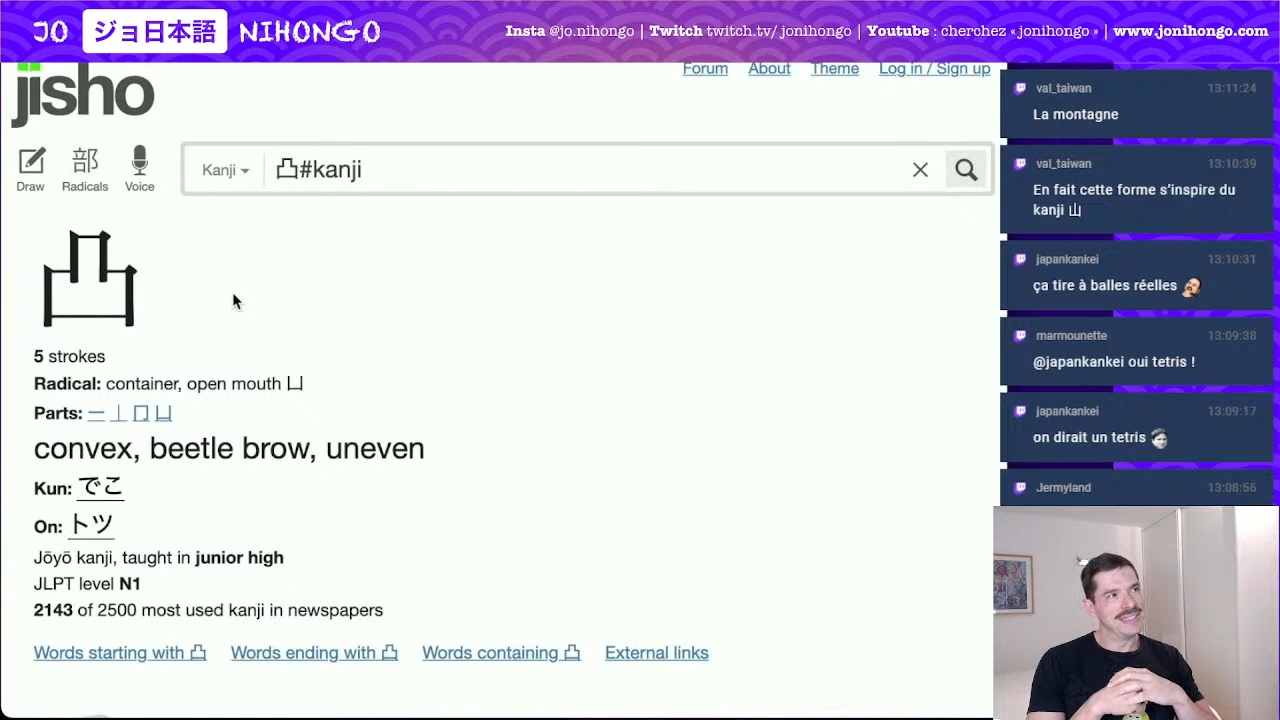 JO ジョ日本語 NIHONGO
Insta @jo.nihongo | Twitch twitch.tv/ jonihongo | Youtube : cherchez « jonihongo » | www.jonihongo.com
jisho
Forum About Theme Log in / Sign up
Draw 部 Radicals Voice
Kanji 凸#kanji
凸
5 strokes
Radical: container, open mouth 凵
Parts: 一 丨 冂 凵
convex, beetle brow, uneven
Kun: でこ
On: トツ
Jōyō kanji, taught in junior high
JLPT level N1
2143 of 2500 most used kanji in newspapers
Words starting with 凸 Words ending with 凸 Words containing 凸 External links
val_taiwan 13:11:24
La montagne
val_taiwan 13:10:39
En fait cette forme s’inspire du
kanji 山
japankankei 13:10:31
ça tire à balles réelles
marmounette 13:09:38
@japankankei oui tetris !
japankankei 13:09:17
on dirait un tetris
Jermyland 13:08:56